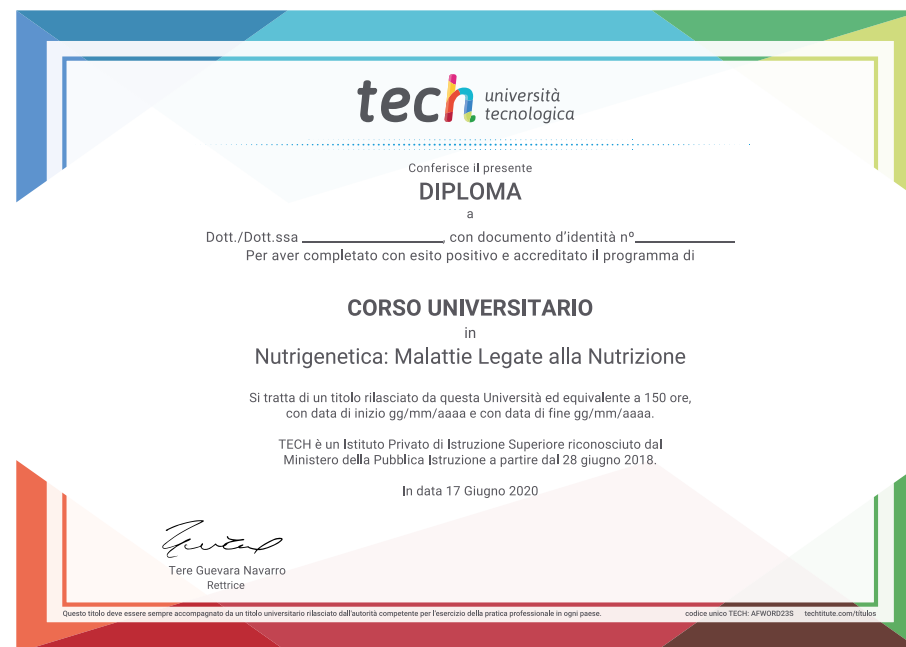 tech università
tecnologica
Conferisce il presente
DIPLOMA
a
Dott./Dott.ssa ________________, con documento d'identità nº____________
Per aver completato con esito positivo e accreditato il programma di
CORSO UNIVERSITARIO
in
Nutrigenetica: Malattie Legate alla Nutrizione
Si tratta di un titolo rilasciato da questa Università ed equivalente a 150 ore,
con data di inizio gg/mm/aaaa e con data di fine gg/mm/aaaa.
TECH è un Istituto Privato di Istruzione Superiore riconosciuto dal
Ministero della Pubblica Istruzione a partire dal 28 giugno 2018.
In data 17 Giugno 2020
Tere Guevara Navarro
Rettrice
Questo titolo deve essere sempre accompagnato da un titolo universitario rilasciato dall'autorità competente per l'esercizio della pratica professionale in ogni paese. codice unico TECH: AFWORD23S techtitute.com/títulos